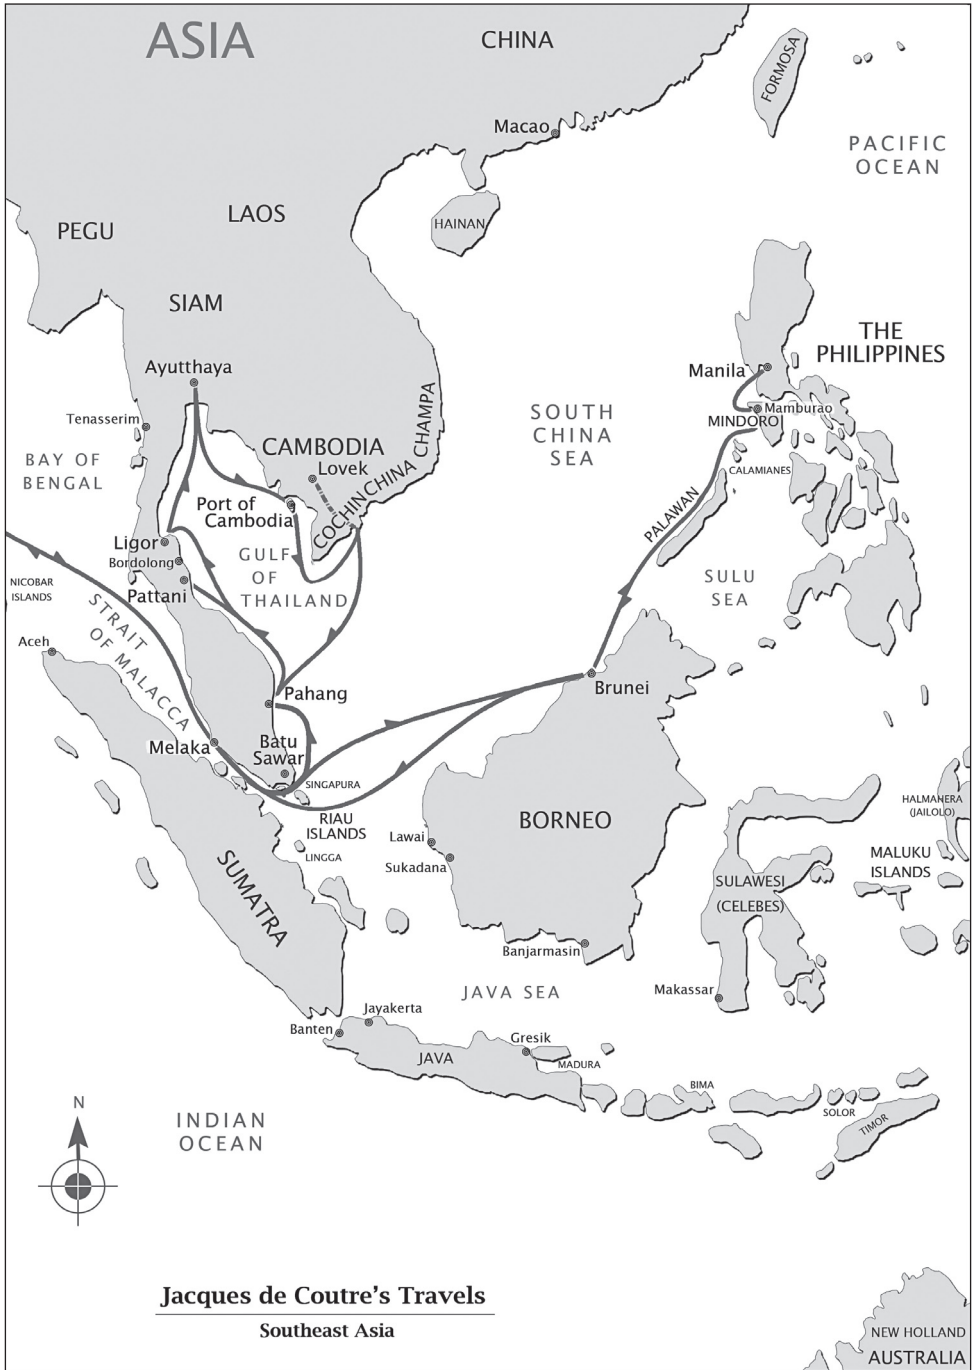 ASIA
CHINA
FORMOSA
Macao
PACIFIC
OCEAN
HAINAN
LAOS
PEGU
SIAM
THE
PHILIPPINES
Ayutthaya
Manila
Tenasserim
Mamburao
MINDORO
SOUTH
CHINA
SEA
CHAMPA
CAMBODIA
Lovek
COCHIN CHINA
BAY OF
BENGAL
CALAMIANES
Port of
Cambodia
PALAWAN
Ligor
Bordolong
Pattani
GULF
OF
THAILAND
NICOBAR
ISLANDS
SULU
SEA
STRAIT
OF MALACCA
Aceh
Pahang
Brunei
Melaka
Batu
Sawar
SINGAPURA
RIAU
ISLANDS
LINGGA
BORNEO
HALMAHERA
(JAILOLO)
Lawai
Sukadana
MALUKU
ISLANDS
SUMATRA
SULAWESI
(CELEBES)
Banjarmasin
JAVA SEA
Makassar
Jayakerta
Banten
Gresik
JAVA
MADURA
BIMA
SOLOR
TIMOR
N
INDIAN
OCEAN
Jacques de Coutre's Travels
Southeast Asia
NEW HOLLAND
AUSTRALIA